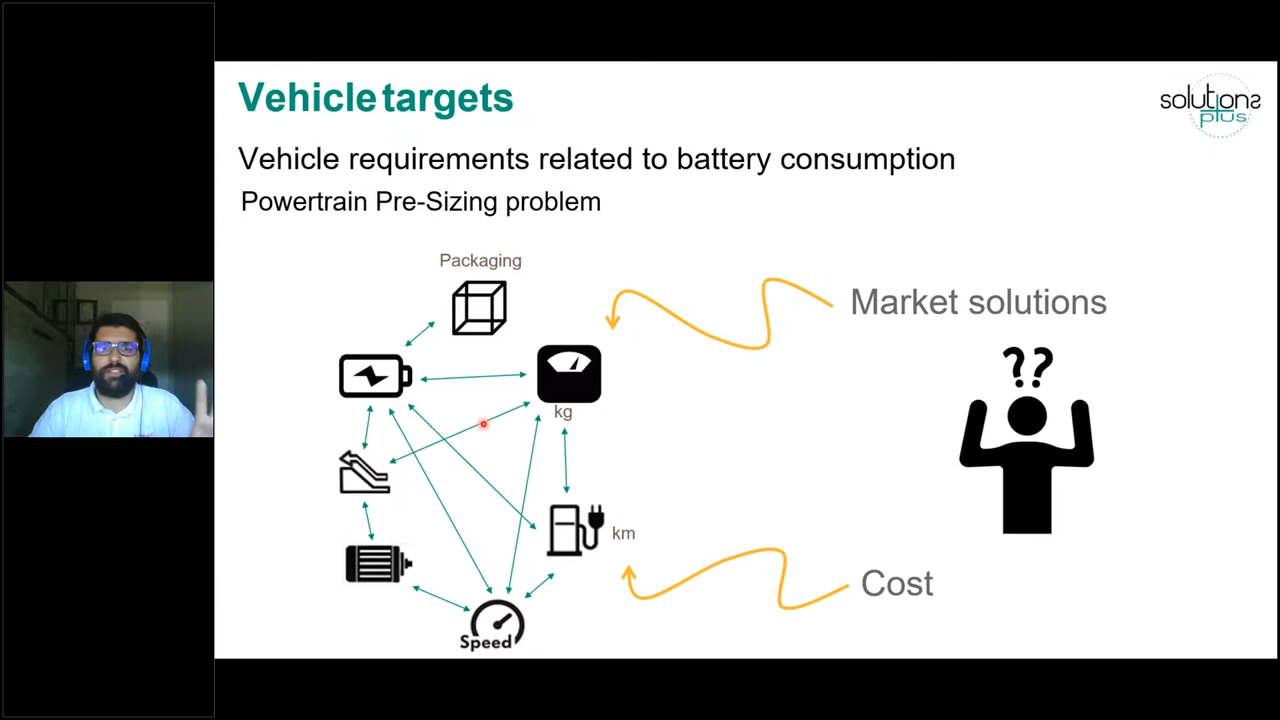 Vehicle targets
solutions
plus
Vehicle requirements related to battery consumption
Powertrain Pre-Sizing problem
Packaging
Market solutions
??
kg
km
Cost
Speed